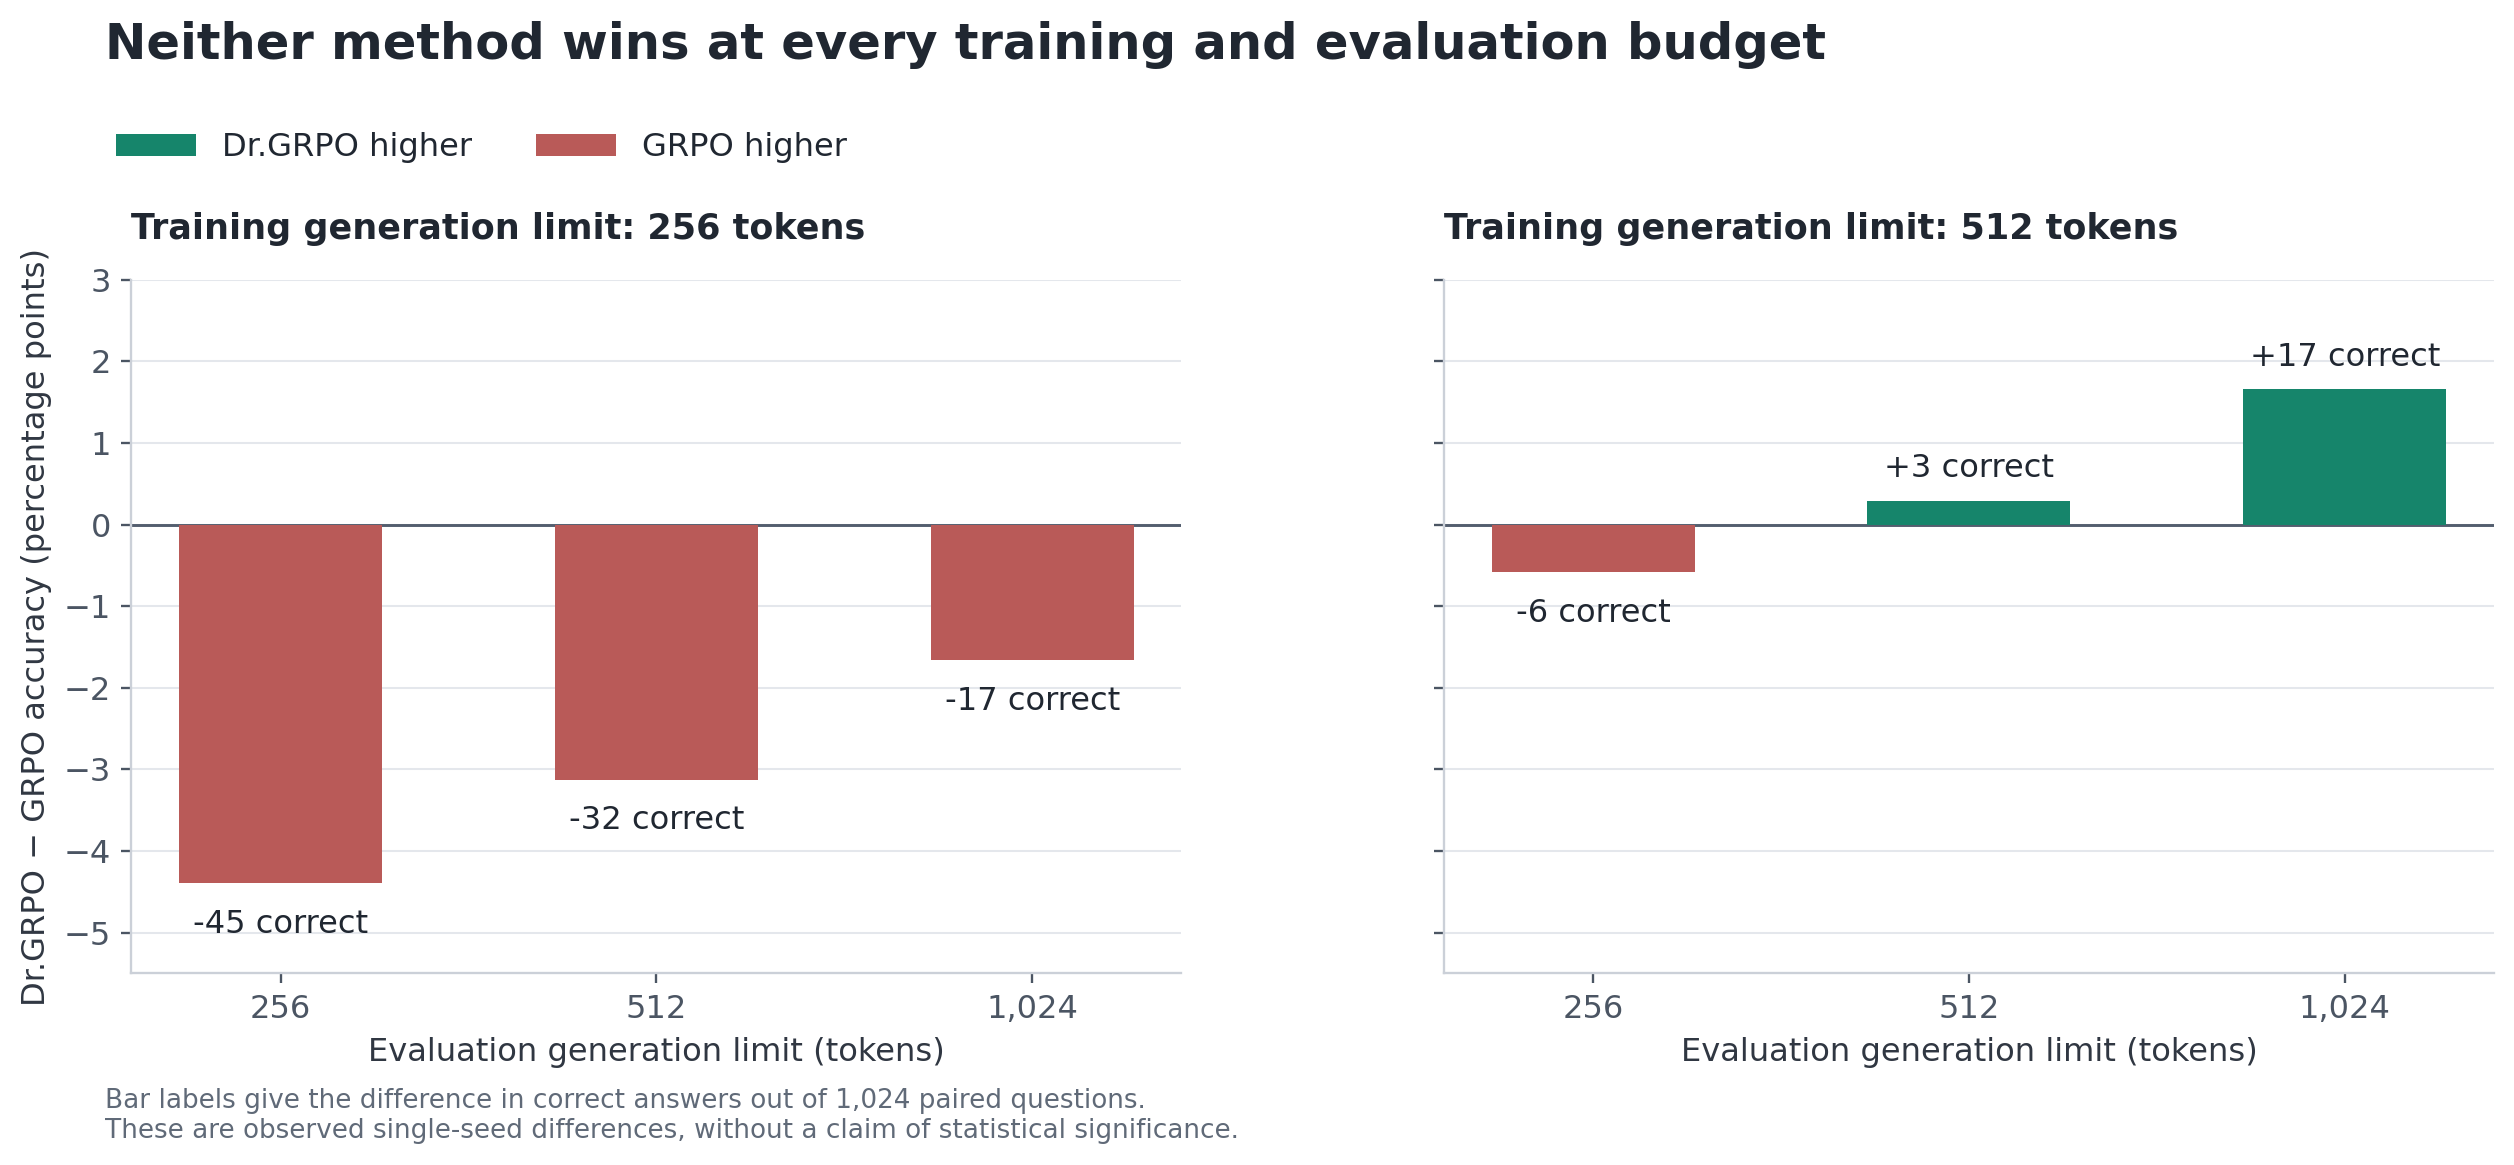 Neither method wins at every training and evaluation budget
Dr.GRPO higher
GRPO higher
Training generation limit: 256 tokens
Dr.GRPO − GRPO accuracy (percentage points)
3
2
1
0
−1
−2
−3
−4
−5
-45 correct
-32 correct
-17 correct
256
512
1,024
Evaluation generation limit (tokens)
Training generation limit: 512 tokens
-6 correct
+3 correct
+17 correct
256
512
1,024
Evaluation generation limit (tokens)
Bar labels give the difference in correct answers out of 1,024 paired questions.
These are observed single-seed differences, without a claim of statistical significance.